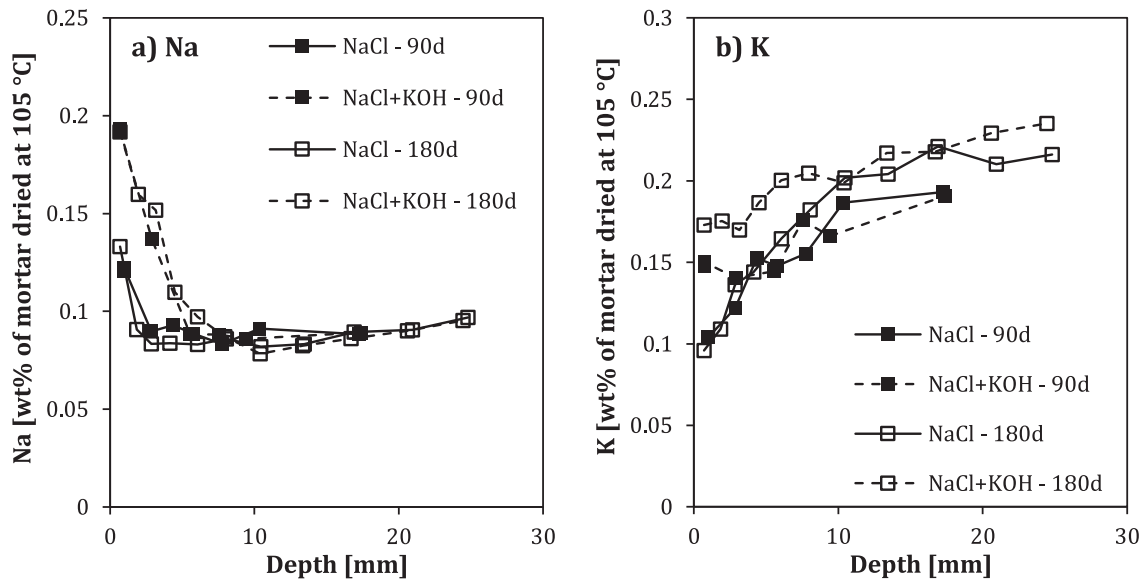 a) Na
NaCl - 90d
NaCl+KOH - 90d
NaCl - 180d
NaCl+KOH - 180d
Na [wt% of mortar dried at 105 °C]
0.25
0.2
0.15
0.1
0.05
0
0
10
20
30
Depth [mm]
b) K
NaCl - 90d
NaCl+KOH - 90d
NaCl - 180d
NaCl+KOH - 180d
K [wt% of mortar dried at 105 °C]
0.3
0.25
0.2
0.15
0.1
0.05
0
0
10
20
30
Depth [mm]